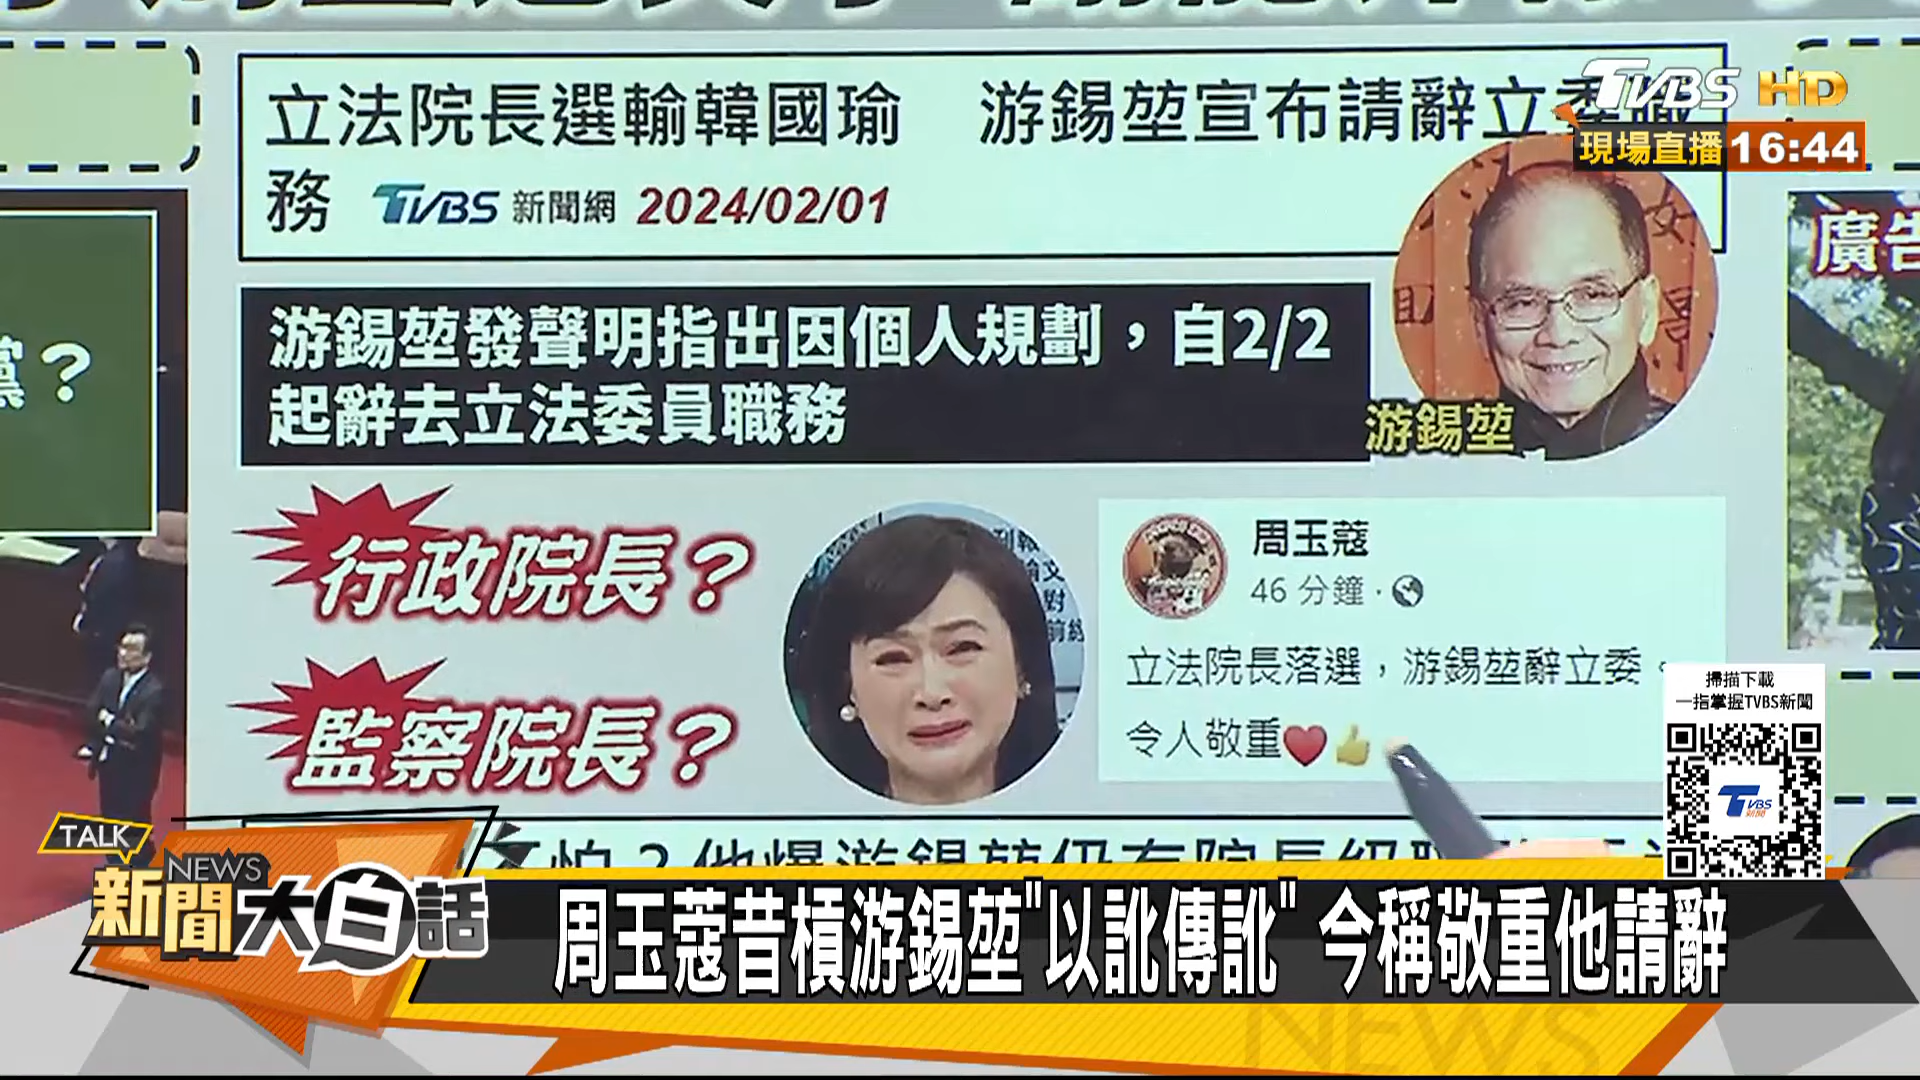 立法院長選輸韓國瑜 游錫堃宣布請辭立委職
務 TVBS 新聞網 2024/02/01
TVBS HD
現場直播 16:44
廣告
黨？
游錫堃發聲明指出因個人規劃，自2/2
起辭去立法委員職務
游錫堃
行政院長？
監察院長？
周玉蔻
46 分鐘
立法院長落選，游錫堃辭立委。
令人敬重
掃描下載
一指掌握TVBS新聞
TVBS
新聞
TALK
NEWS
新聞大白話
周玉蔻昔槓游錫堃"以訛傳訛" 今稱敬重他請辭
NEWS